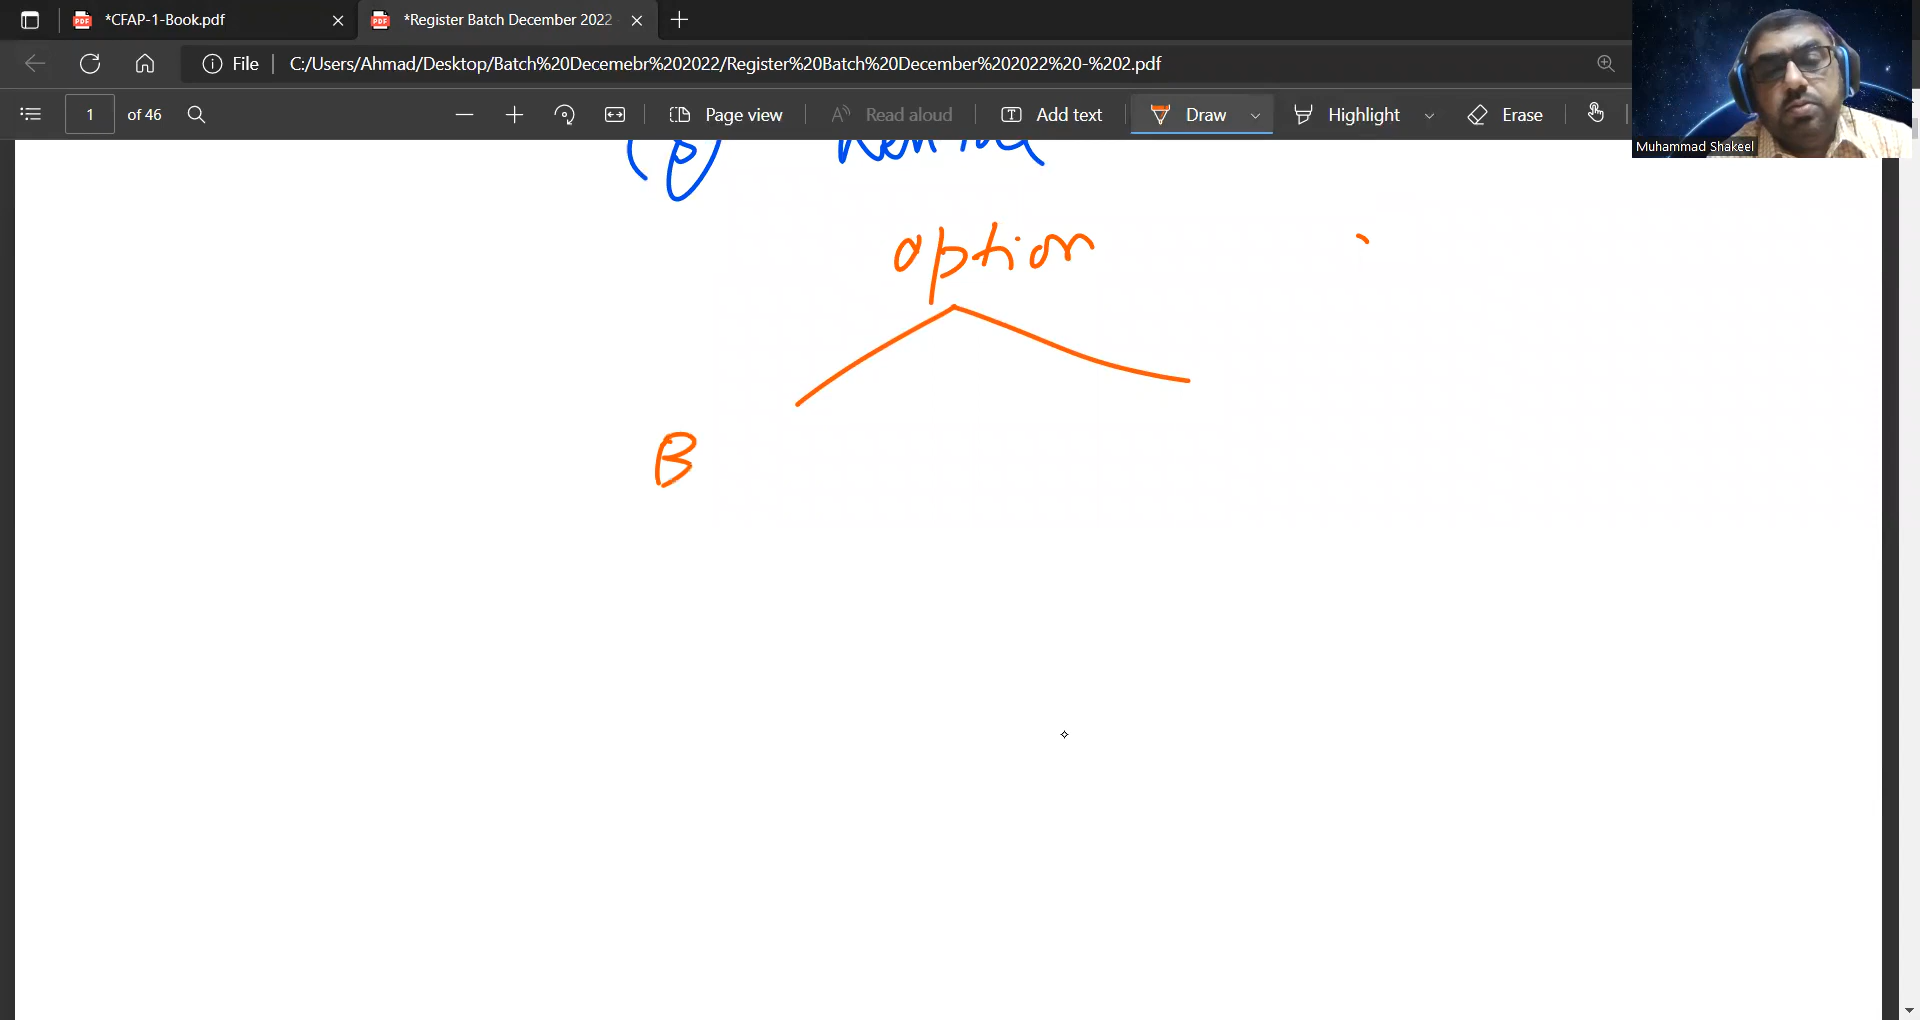 *CFAP-1-Book.pdf
*Register Batch December 2022
File
C:/Users/Ahmad/Desktop/Batch%20Decemebr%202022/Register%20Batch%20December%202022%20-%202.pdf
1 of 46
Page view
Read aloud
Add text
Draw
Highlight
Erase
Muhammad Shakeel
option
B